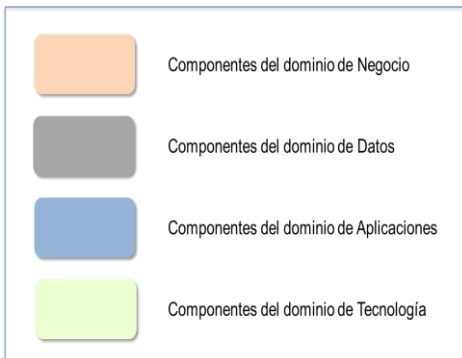 Componentes del dominio de Negocio
Componentes del dominio de Datos
Componentes del dominio de Aplicaciones
Componentes del dominio de Tecnología